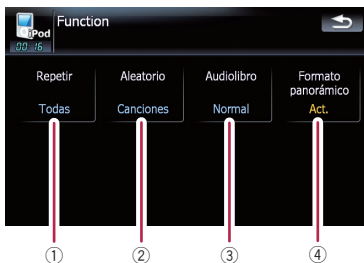 Function
iPod
00 16
Repetir
Aleatorio
Audiolibro
Formato
panorámico
Todas
Canciones
Normal
Act.
①
②
③
④